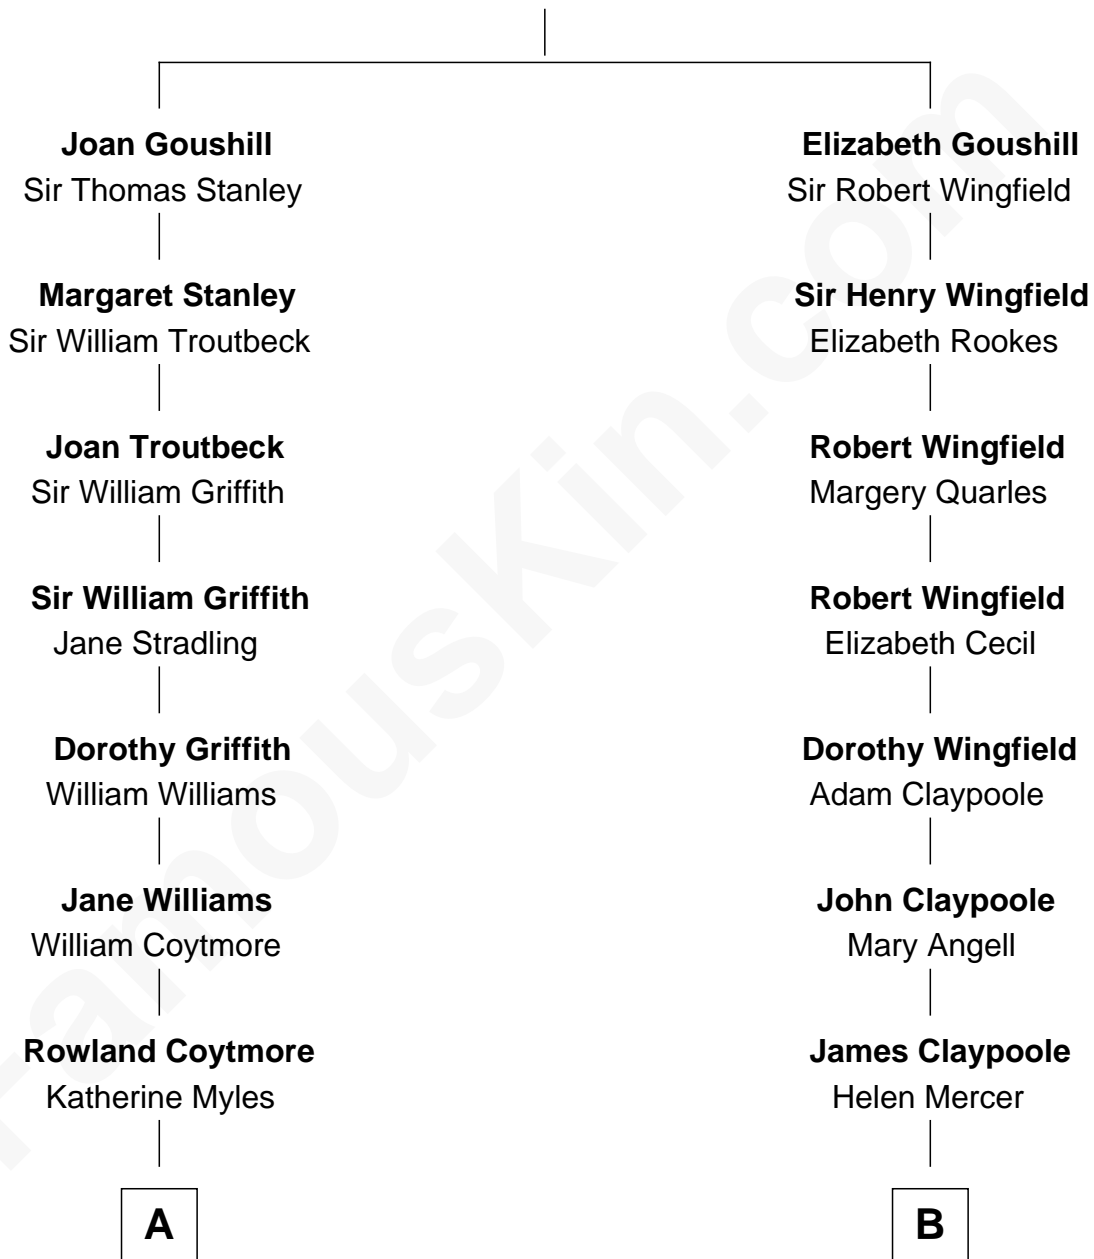 Joan Goushill
Sir Thomas Stanley
Margaret Stanley
Sir William Troutbeck
Joan Troutbeck
Sir William Griffith
Sir William Griffith
Jane Stradling
Dorothy Griffith
William Williams
Jane Williams
William Coytmore
Rowland Coytmore
Katherine Myles
A
Elizabeth Goushill
Sir Robert Wingfield
Sir Henry Wingfield
Elizabeth Rookes
Robert Wingfield
Margery Quarles
Robert Wingfield
Elizabeth Cecil
Dorothy Wingfield
Adam Claypoole
John Claypoole
Mary Angell
James Claypoole
Helen Mercer
B
FamousKin.com